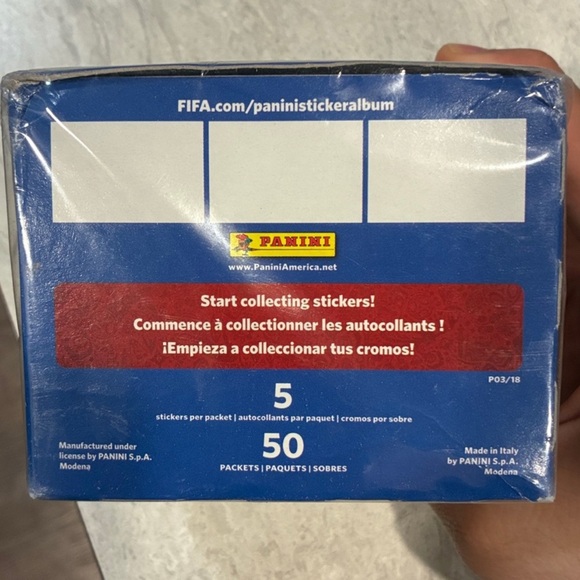 FIFA.com/paninistickeralbum
PANINI
www.PaniniAmerica.net
Start collecting stickers!
Commence à collectionner les autocollants !
¡Empieza a colleccionar tus cromos!
P03/18
5
stickers per packet | autocollants par paquet | cromos por sobre
50
PACKETS | PAQUETS | SOBRES
Manufactured under
license by PANINI S.p.A.
Modena
Made in Italy
by PANINI S.p.A.
Modena